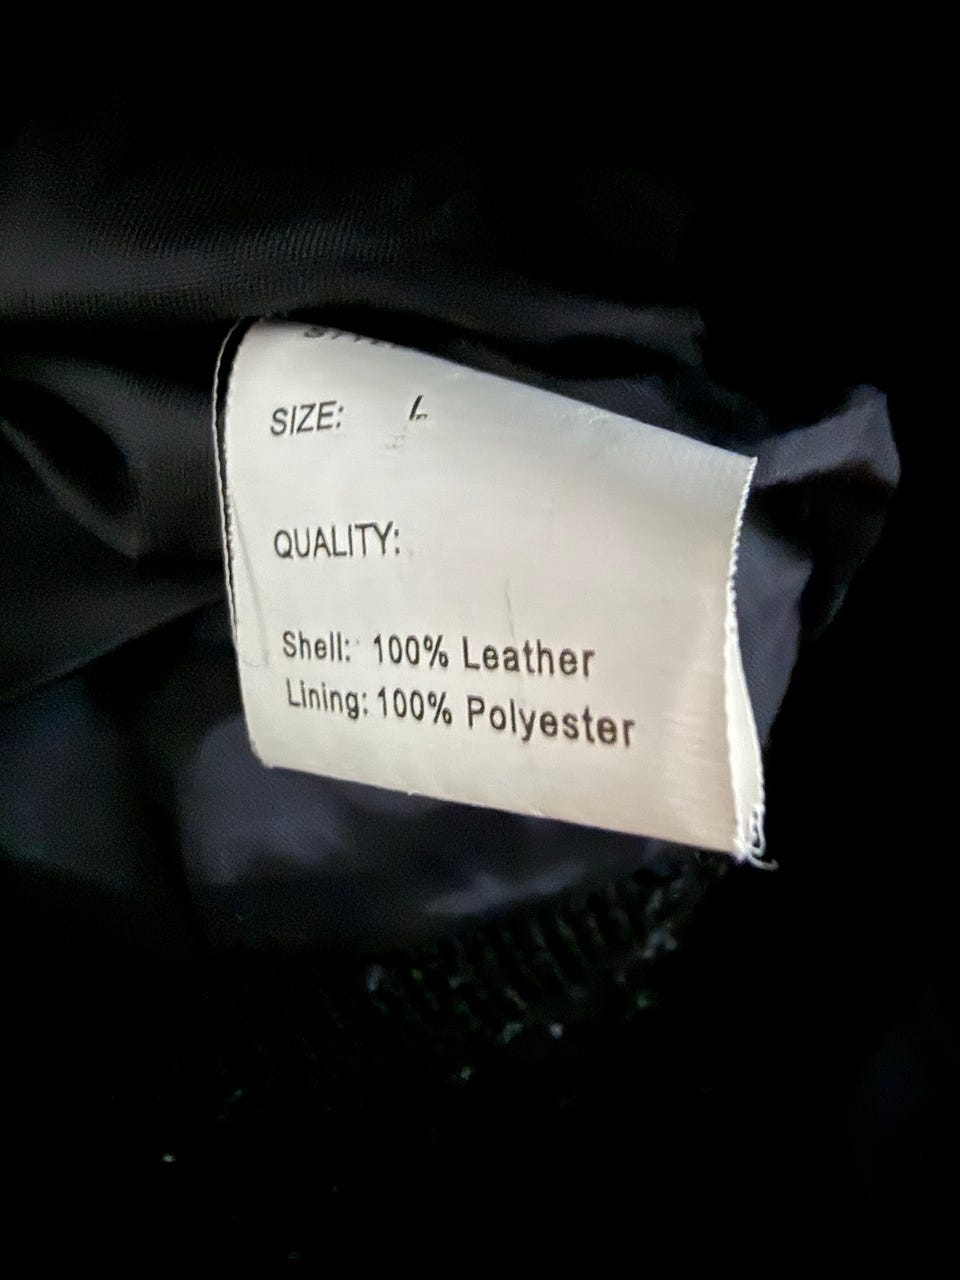 SIZE: L
QUALITY:
Shell: 100% Leather
Lining: 100% Polyester